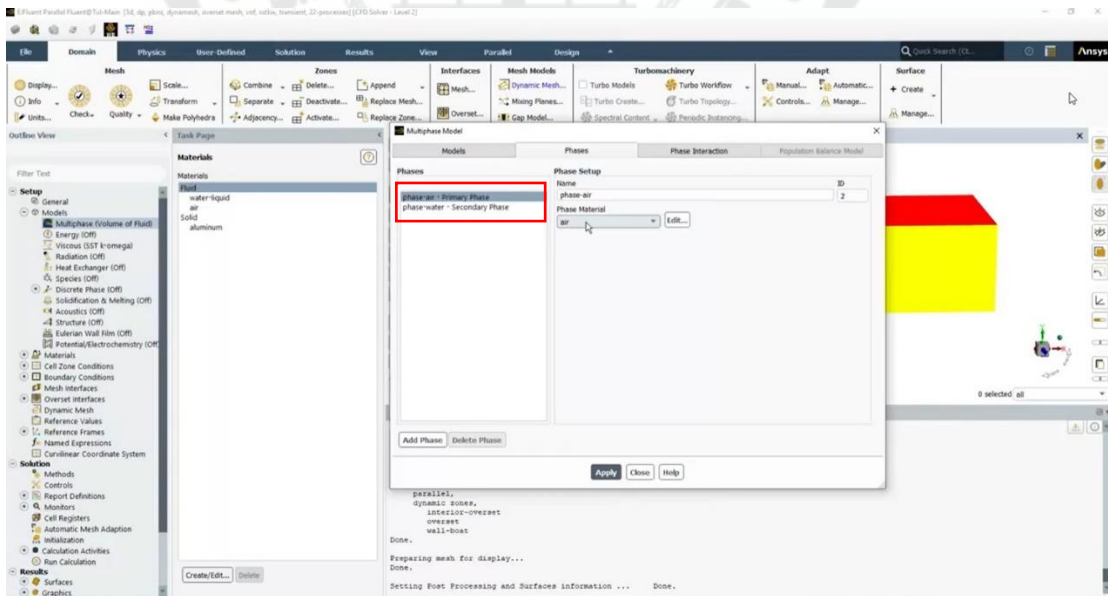 E:Fluent Parallel Fluent@Tui-Main [3d, dp, pbns, dynamesh, overset mesh, vof, sstkw, transient, 22-processes] [CFD Solver - Level 2]
File Domain Physics User-Defined Solution Results View Parallel Design Quick Search (Ct... Ansys
Mesh Zones Interfaces Mesh Models Turbomachinery Adapt Surface
Display... Scale... Combine Delete... Append Mesh... Dynamic Mesh... Turbo Models Turbo Workflow Manual... Automatic... + Create
Info Transform Separate Deactivate... Replace Mesh... Mixing Planes... Turbo Create... Turbo Topology... Controls... Manage...
Units... Check Quality Make Polyhedra Adjacency... Activate... Replace Zone... Overset... Gap Model... Spectral Content Periodic Instancing... Manage...
Outline View
Filter Text
Setup
General
Models
Multiphase (Volume of Fluid)
Energy (Off)
Viscous (SST k-omega)
Radiation (Off)
Heat Exchanger (Off)
Species (Off)
Discrete Phase (Off)
Solidification & Melting (Off)
Acoustics (Off)
Structure (Off)
Eulerian Wall Film (Off)
Potential/Electrochemistry (Off
Materials
Cell Zone Conditions
Boundary Conditions
Mesh Interfaces
Overset Interfaces
Dynamic Mesh
Reference Values
Reference Frames
Named Expressions
Curvilinear Coordinate System
Solution
Methods
Controls
Report Definitions
Monitors
Cell Registers
Automatic Mesh Adaption
Initialization
Calculation Activities
Run Calculation
Results
Surfaces
Graphics
Task Page
Materials
Materials
Fluid
water-liquid
air
Solid
aluminum
Create/Edit... Delete
Multiphase Model
Models Phases Phase Interaction Population Balance Model
Phases
phase-air - Primary Phase
phase-water - Secondary Phase
Add Phase Delete Phase
Phase Setup
Name ID
phase-air 2
Phase Material
air Edit...
Apply Close Help
0 selected all
parallel,
dynamic zones,
interior-overset
overset
wall-boat
Done.
Preparing mesh for display...
Done.
Setting Post Processing and Surfaces information ... Done.